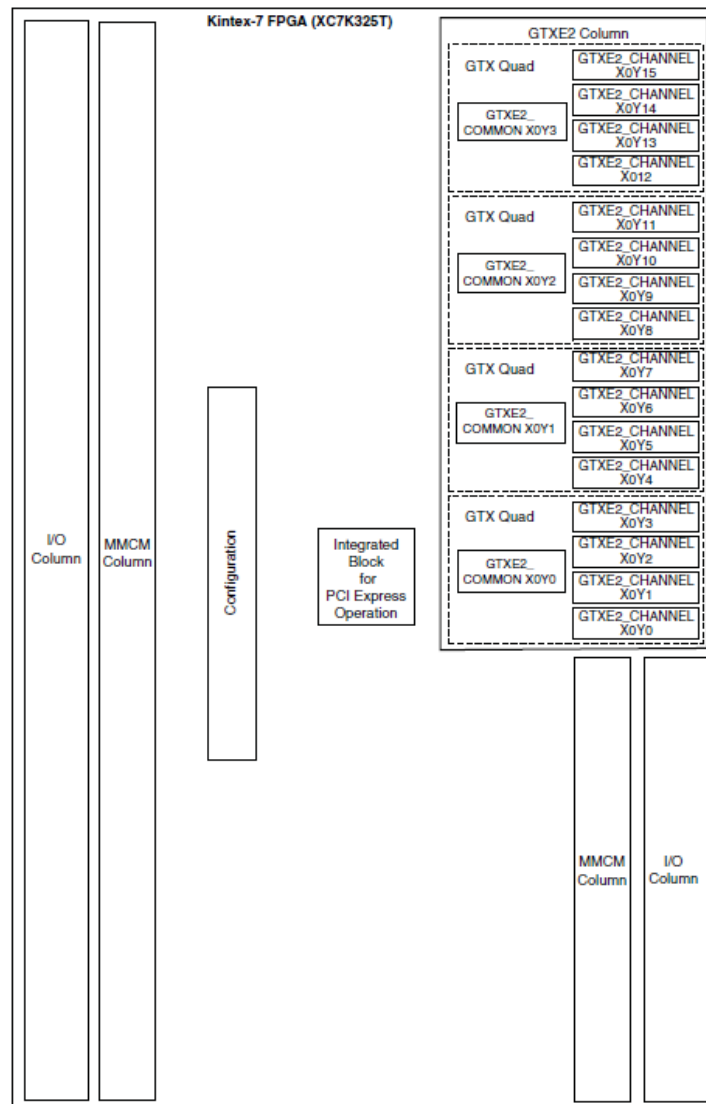 Kintex-7 FPGA (XC7K325T)
GTXE2 Column
GTX Quad
GTXE2_CHANNEL
X0Y15
GTXE2_CHANNEL
X0Y14
GTXE2_
COMMON X0Y3
GTXE2_CHANNEL
X0Y13
GTXE2_CHANNEL
X012
GTX Quad
GTXE2_CHANNEL
X0Y11
GTXE2_CHANNEL
X0Y10
GTXE2_
COMMON X0Y2
GTXE2_CHANNEL
X0Y9
GTXE2_CHANNEL
X0Y8
GTX Quad
GTXE2_CHANNEL
X0Y7
GTXE2_CHANNEL
X0Y6
GTXE2_
COMMON X0Y1
GTXE2_CHANNEL
X0Y5
GTXE2_CHANNEL
X0Y4
GTX Quad
GTXE2_CHANNEL
X0Y3
GTXE2_CHANNEL
X0Y2
GTXE2_
COMMON X0Y0
GTXE2_CHANNEL
X0Y1
GTXE2_CHANNEL
X0Y0
I/O
Column
MMCM
Column
Configuration
Integrated
Block
for
PCI Express
Operation
MMCM
Column
I/O
Column